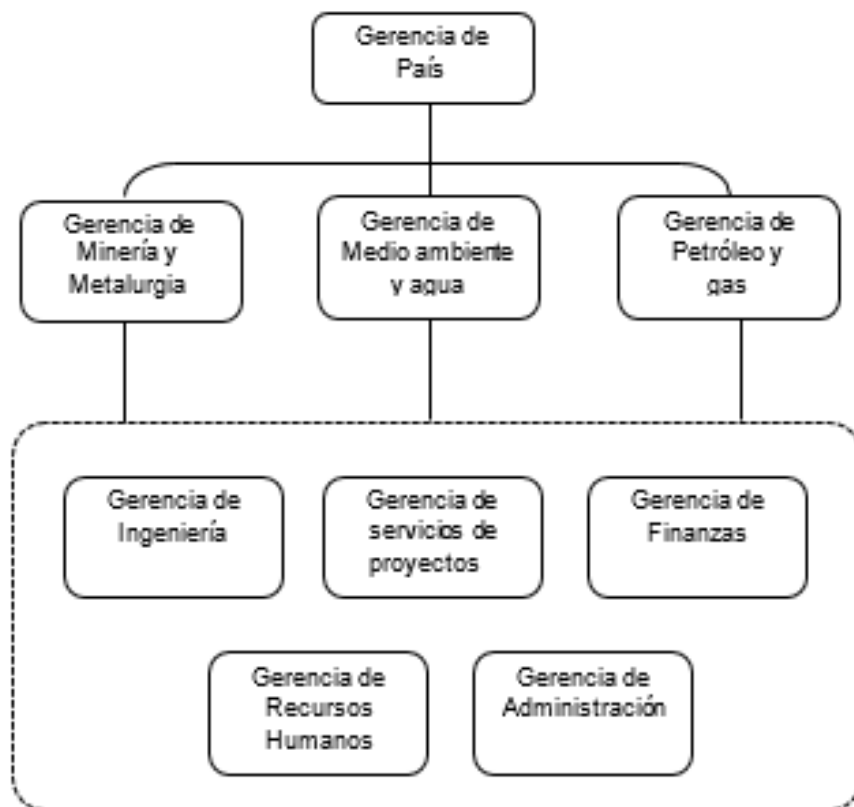 Gerencia de
País
Gerencia de
Minería y
Metalurgia
Gerencia de
Medio ambiente
y agua
Gerencia de
Petróleo y
gas
Gerencia de
Ingeniería
Gerencia de
servicios de
proyectos
Gerencia de
Finanzas
Gerencia de
Recursos
Humanos
Gerencia de
Administración